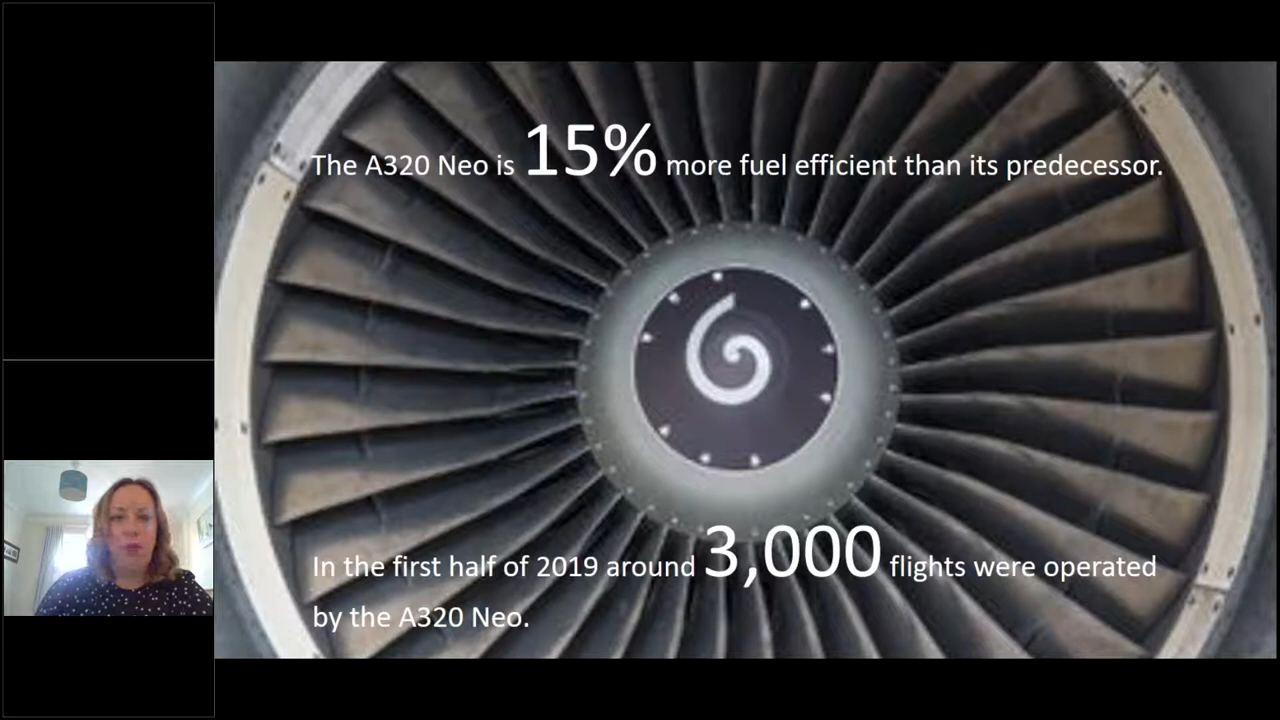 The A320 Neo is 15% more fuel efficient than its predecessor.
In the first half of 2019 around 3,000 flights were operated
by the A320 Neo.